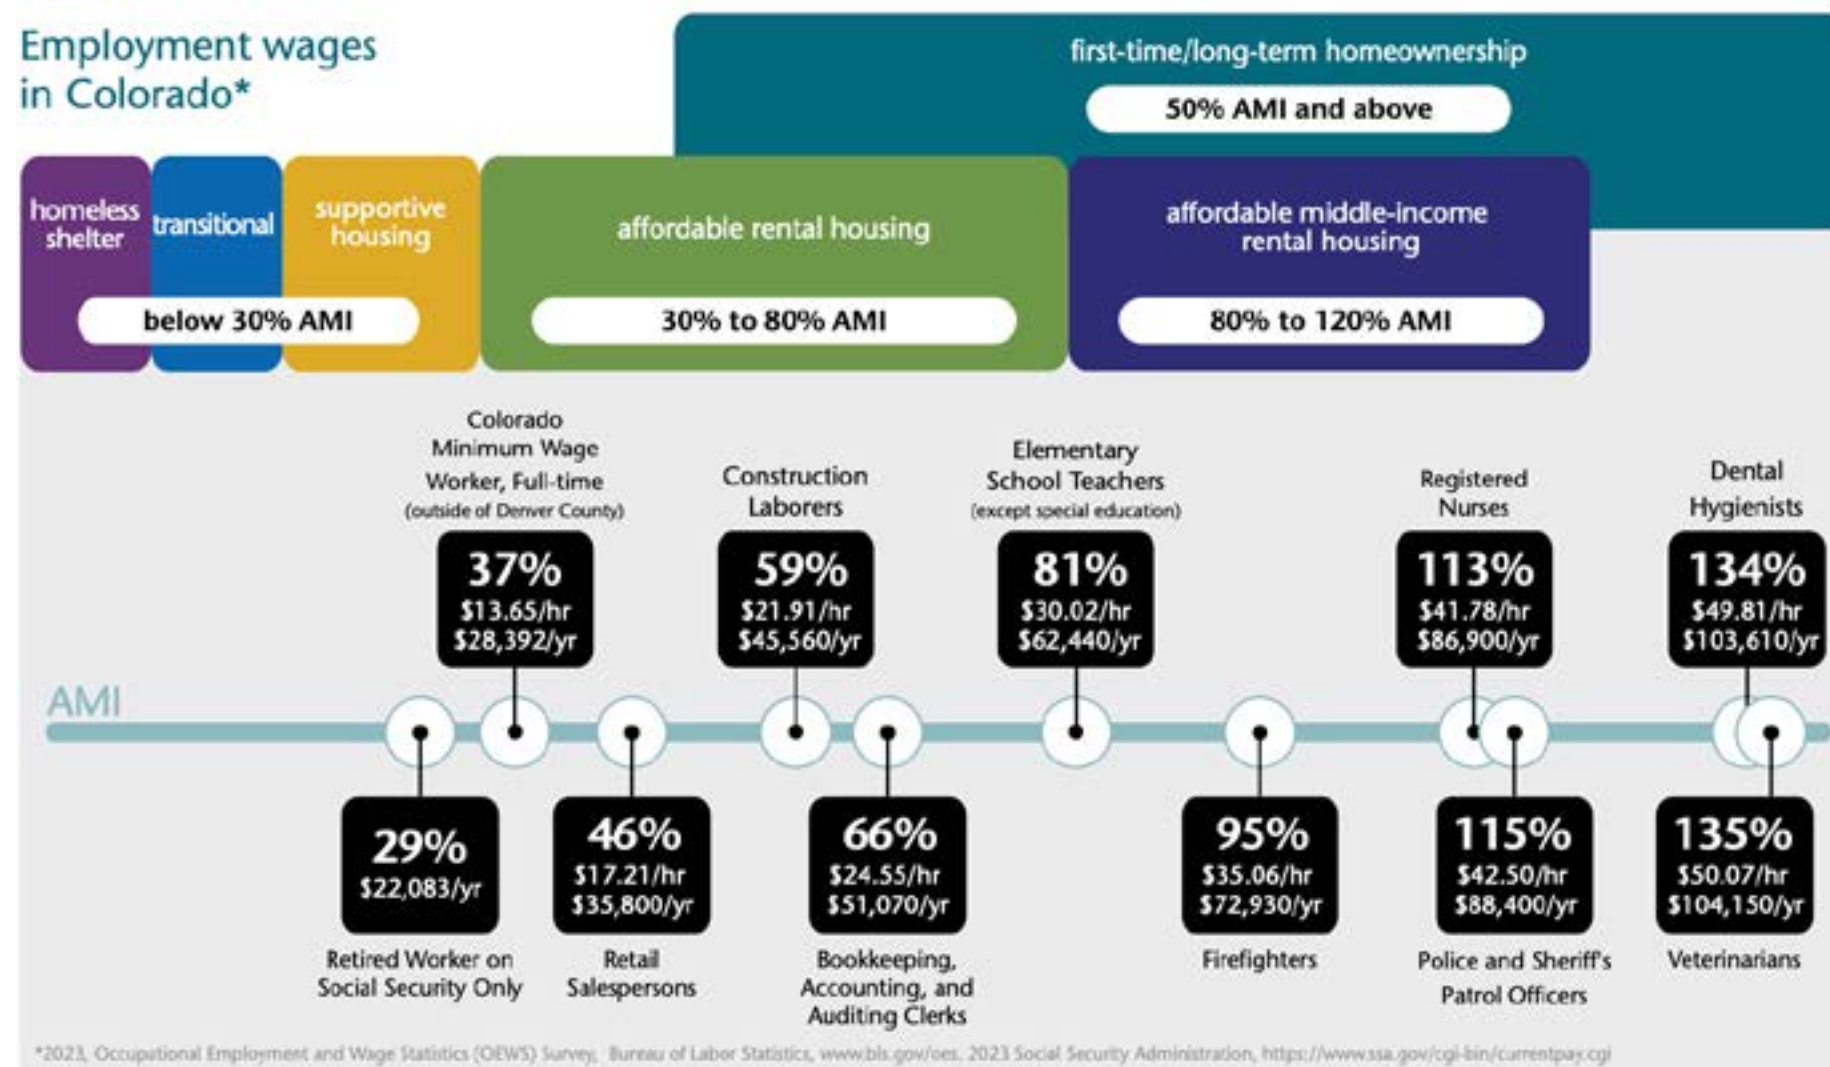 Employment wages
in Colorado*
first-time/long-term homeownership
50% AMI and above
homeless
shelter
transitional
supportive
housing
below 30% AMI
affordable rental housing
30% to 80% AMI
affordable middle-income
rental housing
80% to 120% AMI
Colorado
Minimum Wage
Worker, Full-time
(outside of Denver County)
37%
$13.65/hr
$28,392/yr
Construction
Laborers
59%
$21.91/hr
$45,560/yr
Elementary
School Teachers
(except special education)
81%
$30.02/hr
$62,440/yr
Registered
Nurses
113%
$41.78/hr
$86,900/yr
Dental
Hygienists
134%
$49.81/hr
$103,610/yr
AMI
29%
$22,083/yr
Retired Worker on
Social Security Only
46%
$17.21/hr
$35,800/yr
Retail
Salespersons
66%
$24.55/hr
$51,070/yr
Bookkeeping,
Accounting, and
Auditing Clerks
95%
$35.06/hr
$72,930/yr
Firefighters
115%
$42.50/hr
$88,400/yr
Police and Sheriff's
Patrol Officers
135%
$50.07/hr
$104,150/yr
Veterinarians
*2023, Occupational Employment and Wage Statistics (OEWS) Survey, Bureau of Labor Statistics, www.bls.gov/oes. 2023 Social Security Administration, https://www.ssa.gov/cgi-bin/currentpay.cgi